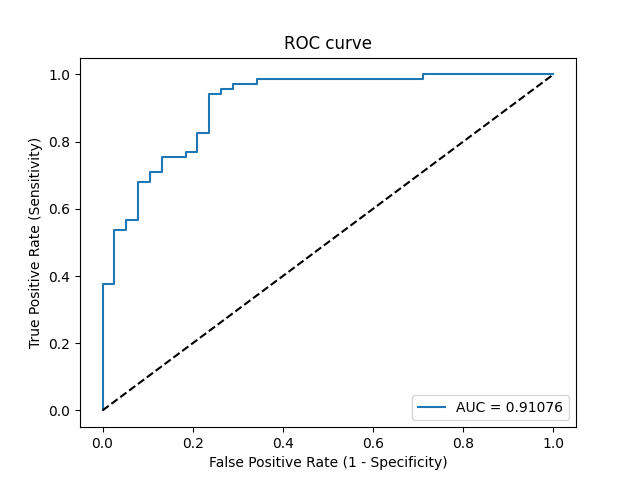 ROC curve
True Positive Rate (Sensitivity)
1.0
0.8
0.6
0.4
0.2
0.0
AUC = 0.91076
0.0 0.2 0.4 0.6 0.8 1.0
False Positive Rate (1 - Specificity)